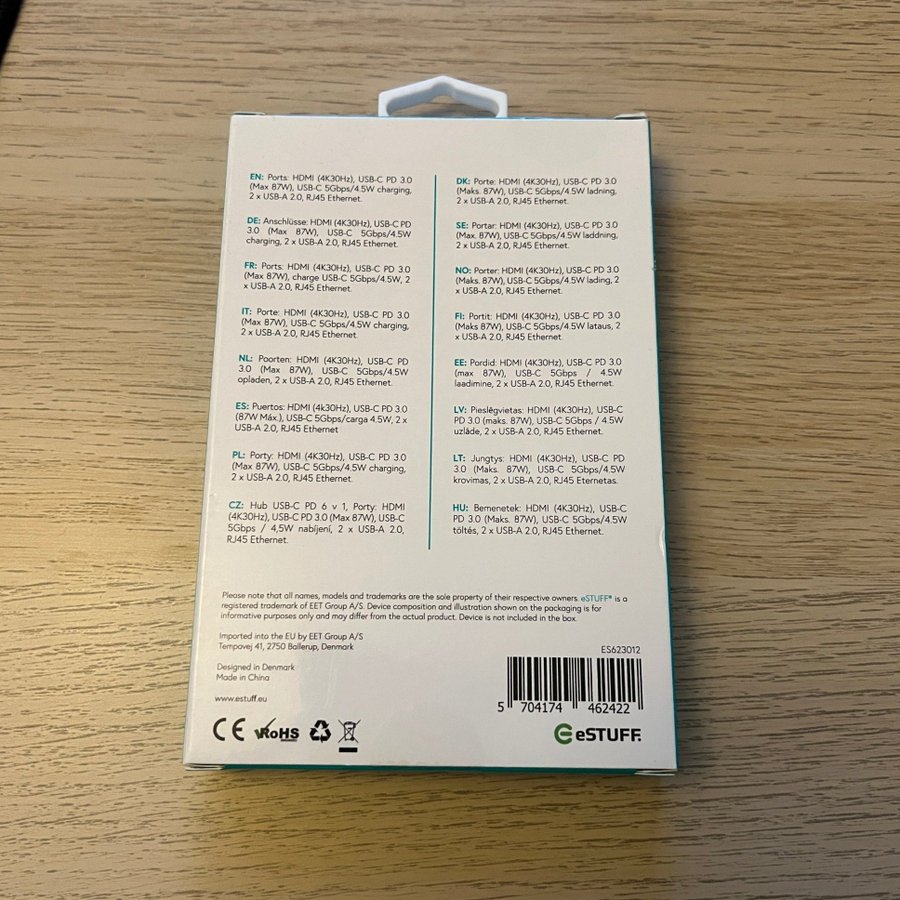 EN: Ports: HDMI (4K30Hz), USB-C PD 3.0
(Max 87W), USB-C 5Gbps/4.5W charging,
2 x USB-A 2.0, RJ45 Ethernet.
DE: Anschlüsse: HDMI (4K30Hz), USB-C PD
3.0 (Max 87W), USB-C 5Gbps/4.5W
charging, 2 x USB-A 2.0, RJ45 Ethernet.
FR: Ports: HDMI (4K30Hz), USB-C PD 3.0
(Max 87W), charge USB-C 5Gbps/4.5W, 2
x USB-A 2.0, RJ45 Ethernet.
IT: Porte: HDMI (4K30Hz), USB-C PD 3.0
(Max 87W), USB-C 5Gbps/4.5W charging,
2 x USB-A 2.0, RJ45 Ethernet.
NL: Poorten: HDMI (4K30Hz), USB-C PD
3.0 (Max 87W), USB-C 5Gbps/4.5W
opladen, 2 x USB-A 2.0, RJ45 Ethernet.
ES: Puertos: HDMI (4k30Hz), USB-C PD 3.0
(87W Máx.), USB-C 5Gbps/carga 4.5W, 2 x
USB-A 2.0, RJ45 Ethernet
PL: Porty: HDMI (4K30Hz), USB-C PD 3.0
(Max 87W), USB-C 5Gbps/4.5W charging,
2 x USB-A 2.0, RJ45 Ethernet.
CZ: Hub USB-C PD 6 v 1, Porty: HDMI
(4K30Hz), USB-C PD 3.0 (Max 87W), USB-C
5Gbps / 4,5W nabíjení, 2 x USB-A 2.0,
RJ45 Ethernet.
DK: Porte: HDMI (4K30Hz), USB-C PD 3.0
(Maks. 87W), USB-C 5Gbps/4.5W ladning,
2 x USB-A 2.0, RJ45 Ethernet.
SE: Portar: HDMI (4K30Hz), USB-C PD 3.0
(Max. 87W), USB-C 5Gbps/4.5W laddning,
2 x USB-A 2.0, RJ45 Ethernet.
NO: Porter: HDMI (4K30Hz), USB-C PD 3.0
(Maks. 87W), USB-C 5Gbps/4.5W lading, 2
x USB-A 2.0, RJ45 Ethernet.
FI: Portit: HDMI (4K30Hz), USB-C PD 3.0
(Maks 87W), USB-C 5Gbps/4.5W lataus, 2
x USB-A 2.0, RJ45 Ethernet.
EE: Pordid: HDMI (4K30Hz), USB-C PD 3.0
(max 87W), USB-C 5Gbps / 4.5W
laadimine, 2 x USB-A 2.0, RJ45 Ethernet.
LV: Pieslēgvietas: HDMI (4K30Hz), USB-C
PD 3.0 (maks. 87W), USB-C 5Gbps / 4.5W
uzlāde, 2 x USB-A 2.0, RJ45 Ethernet.
LT: Jungtys: HDMI (4K30Hz), USB-C PD
3.0 (Maks. 87W), USB-C 5Gbps/4.5W
krovimas, 2 x USB-A 2.0, RJ45 Eternetas.
HU: Bemenetek: HDMI (4K30Hz), USB-C
PD 3.0 (Maks. 87W), USB-C 5Gbps/4.5W
töltés, 2 x USB-A 2.0, RJ45 Ethernet.
Please note that all names, models and trademarks are the sole property of their respective owners. eSTUFF® is a
registered trademark of EET Group A/S. Device composition and illustration shown on the packaging is for
informative purposes only and may differ from the actual product. Device is not included in the box.
Imported into the EU by EET Group A/S
Tempovej 41, 2750 Ballerup, Denmark
Designed in Denmark
Made in China
www.estuff.eu
CE RoHS
ES623012
5 704174 462422
eSTUFF.